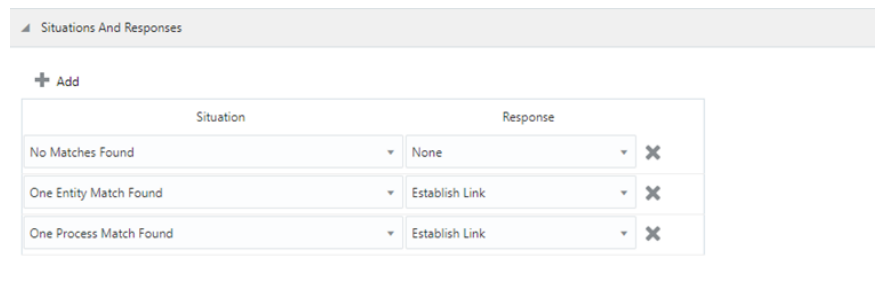 Situations And Responses
Add
Situation Response
No Matches Found None
One Entity Match Found Establish Link
One Process Match Found Establish Link